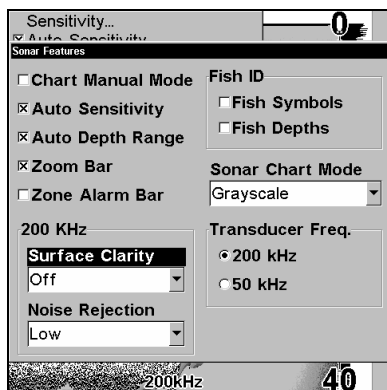 Sensitivity...
Auto Sensitivity
0
Sonar Features
Chart Manual Mode
Auto Sensitivity
Auto Depth Range
Zoom Bar
Zone Alarm Bar
Fish ID
Fish Symbols
Fish Depths
Sonar Chart Mode
Grayscale
200 KHz
Surface Clarity
Off
Noise Rejection
Low
Transducer Freq.
200 kHz
50 kHz
200kHz
40